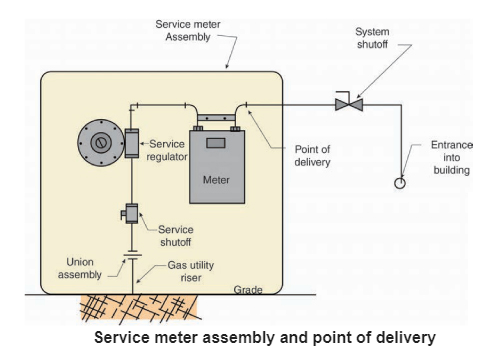 Service meter
Assembly
System
shutoff
Service
regulator
Point of
delivery
Entrance
into
building
Meter
Service
shutoff
Union
assembly
Gas utility
riser
Grade
Service meter assembly and point of delivery